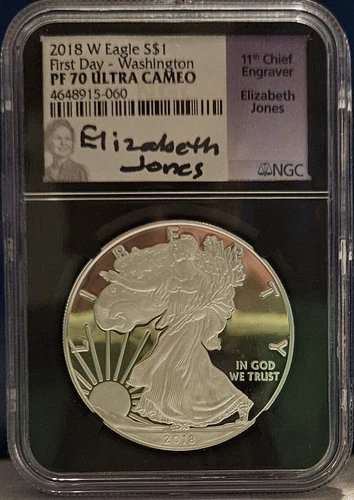 2018 W Eagle S$1
First Day - Washington
PF 70 ULTRA CAMEO
4648915-060
11th Chief
Engraver
Elizabeth
Jones
Elizabeth
Jones
NGC
LIBERTY
IN GOD
WE TRUST
2018